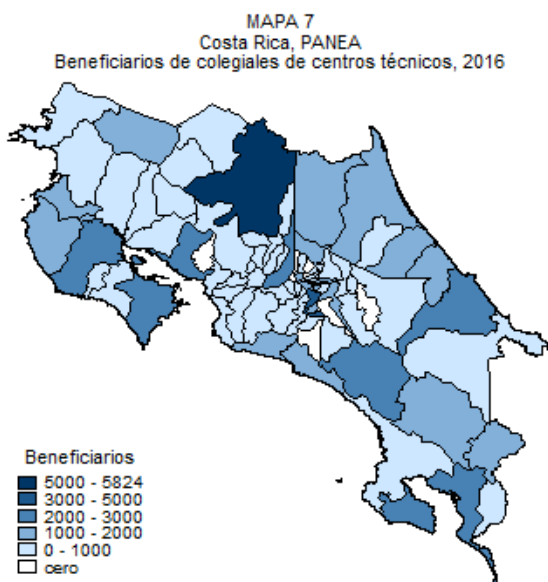 MAPA 7
Costa Rica, PANEA
Beneficiarios de colegiales de centros técnicos, 2016
Beneficiarios
5000 - 5824
3000 - 5000
2000 - 3000
1000 - 2000
0 - 1000
cero